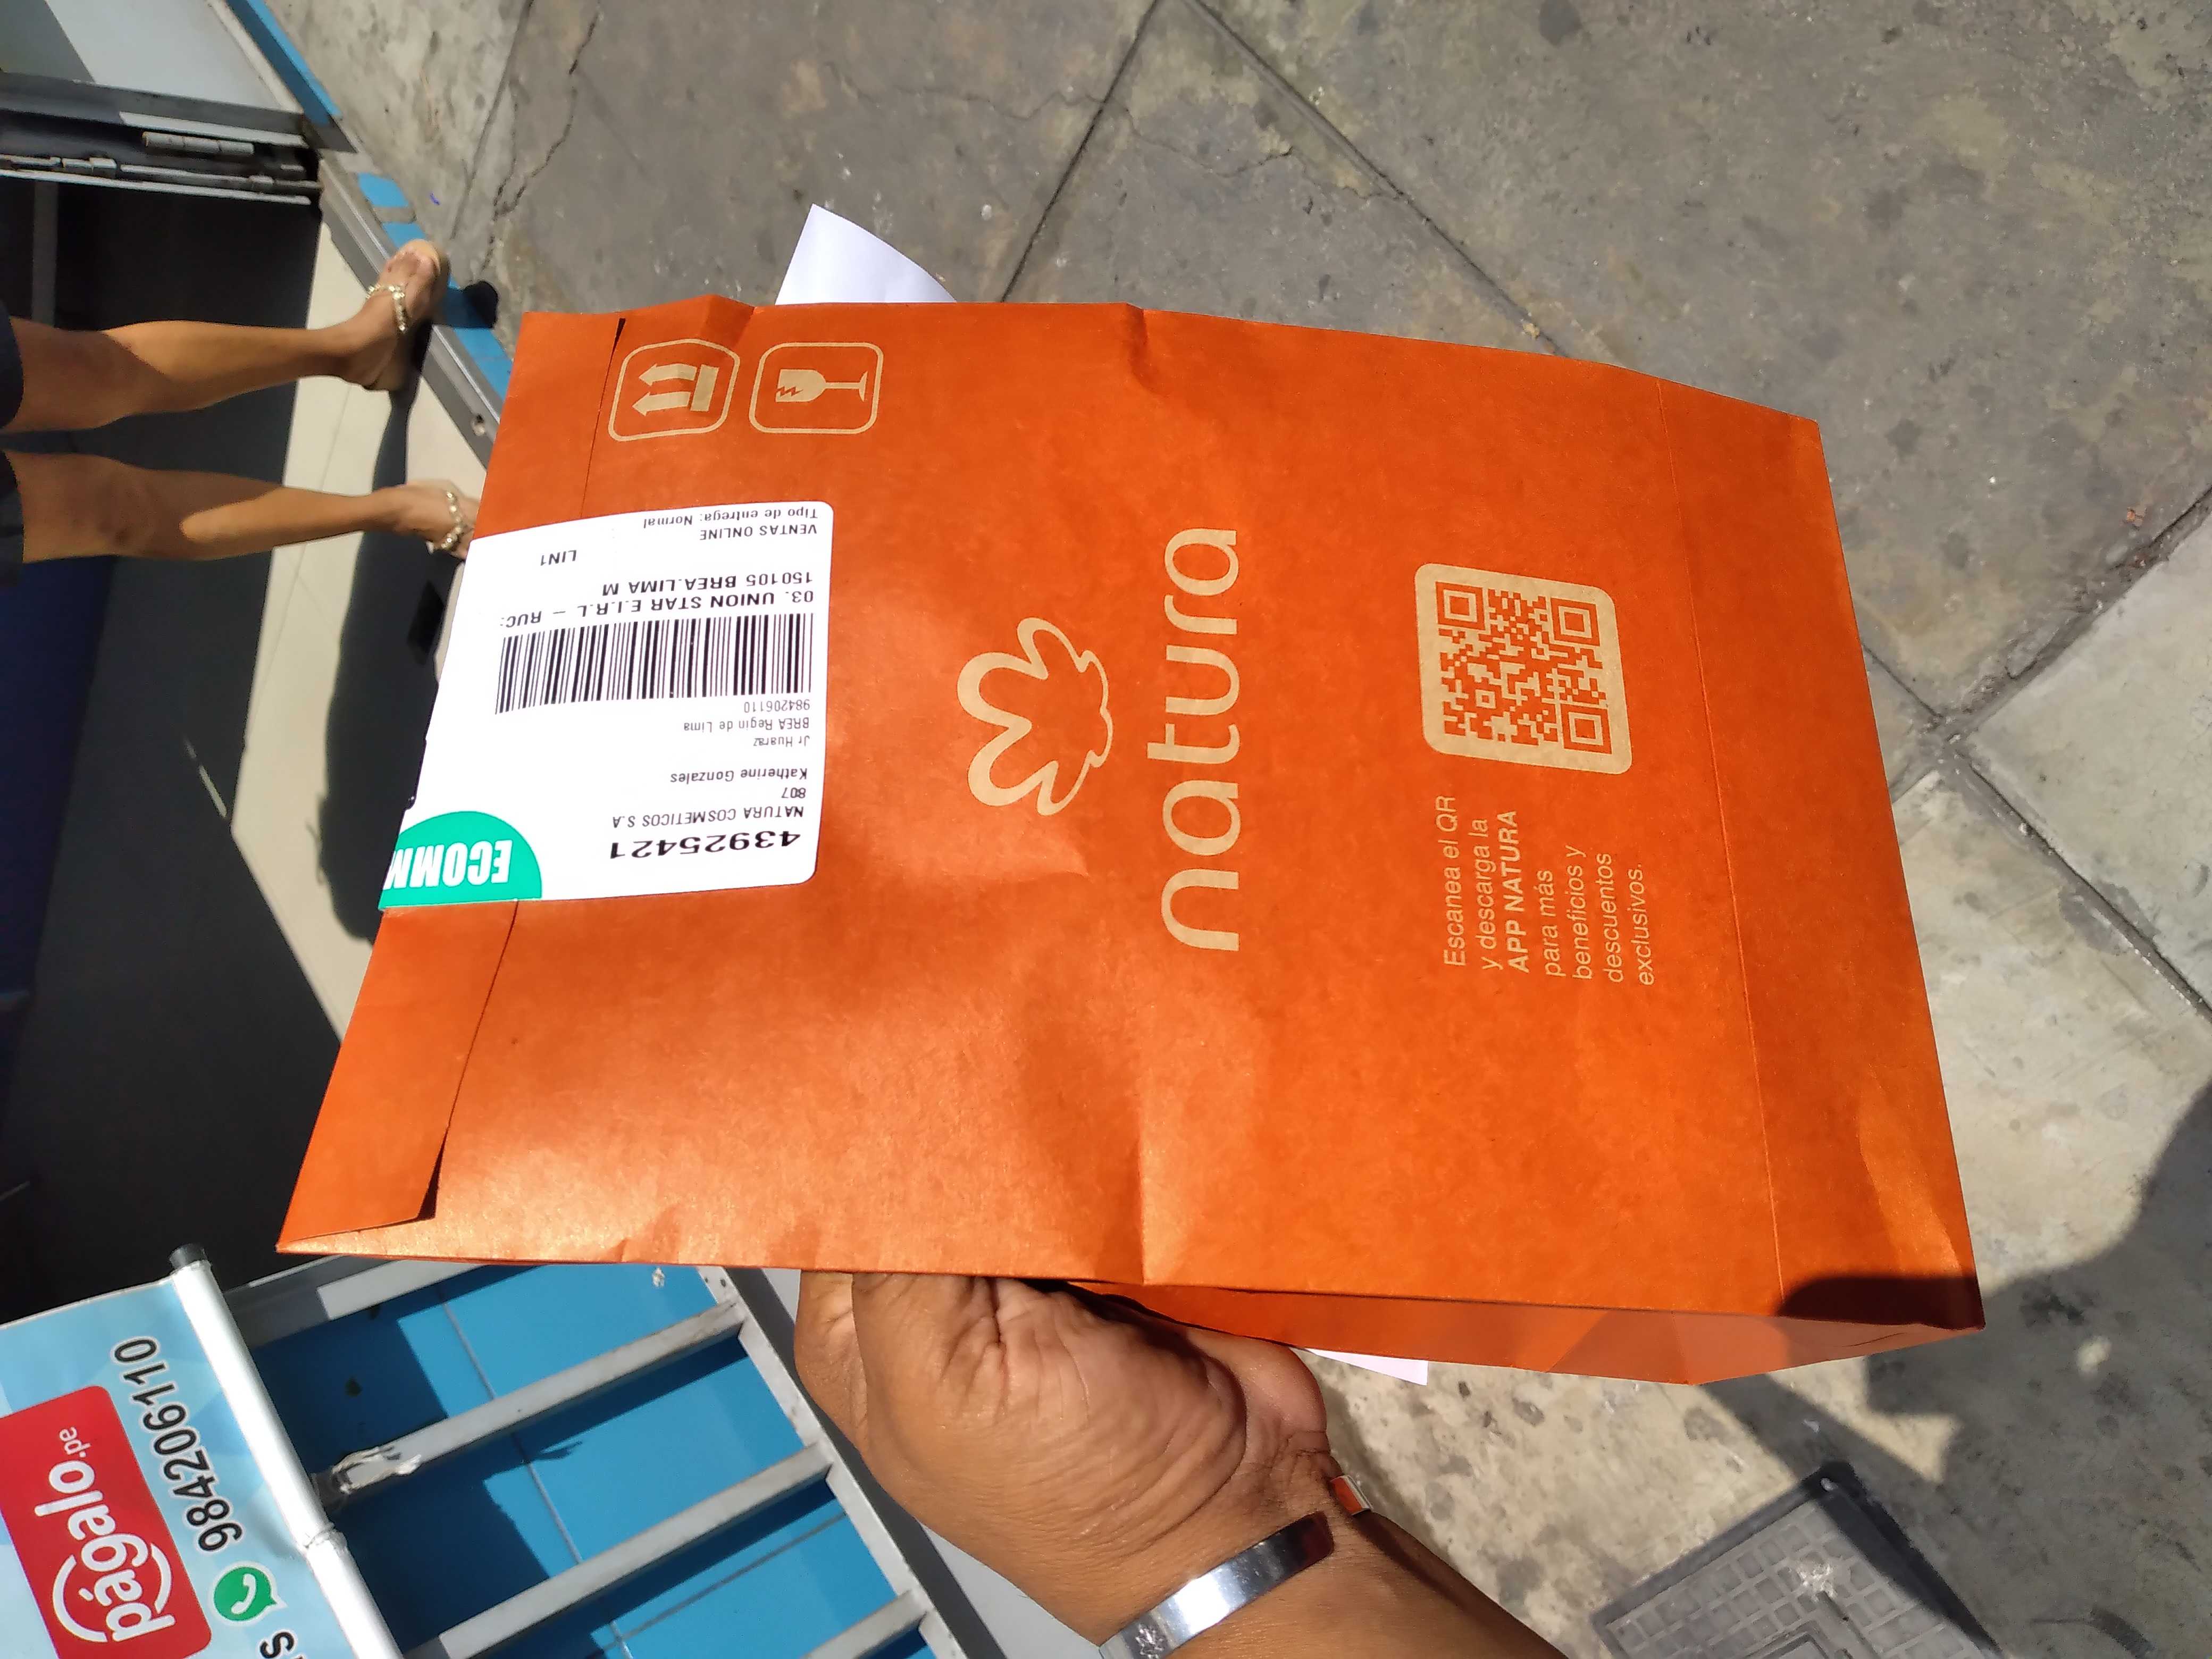 43925421
NATURA COSMETICOS S.A
807
Katherine Gonzales
Jr Huaraz
BREA Regin de Lima
984206110
03. UNION STAR E.I.R.L - RUC:
150105 BREA.LIMA M
LIN1
VENTAS ONLINE
Tipo de entrega: Normal
ECOMM
natura
Escanea el QR
y descarga la
APP NATURA
para más
beneficios y
descuentos
exclusivos.
págalo.pe
984206110